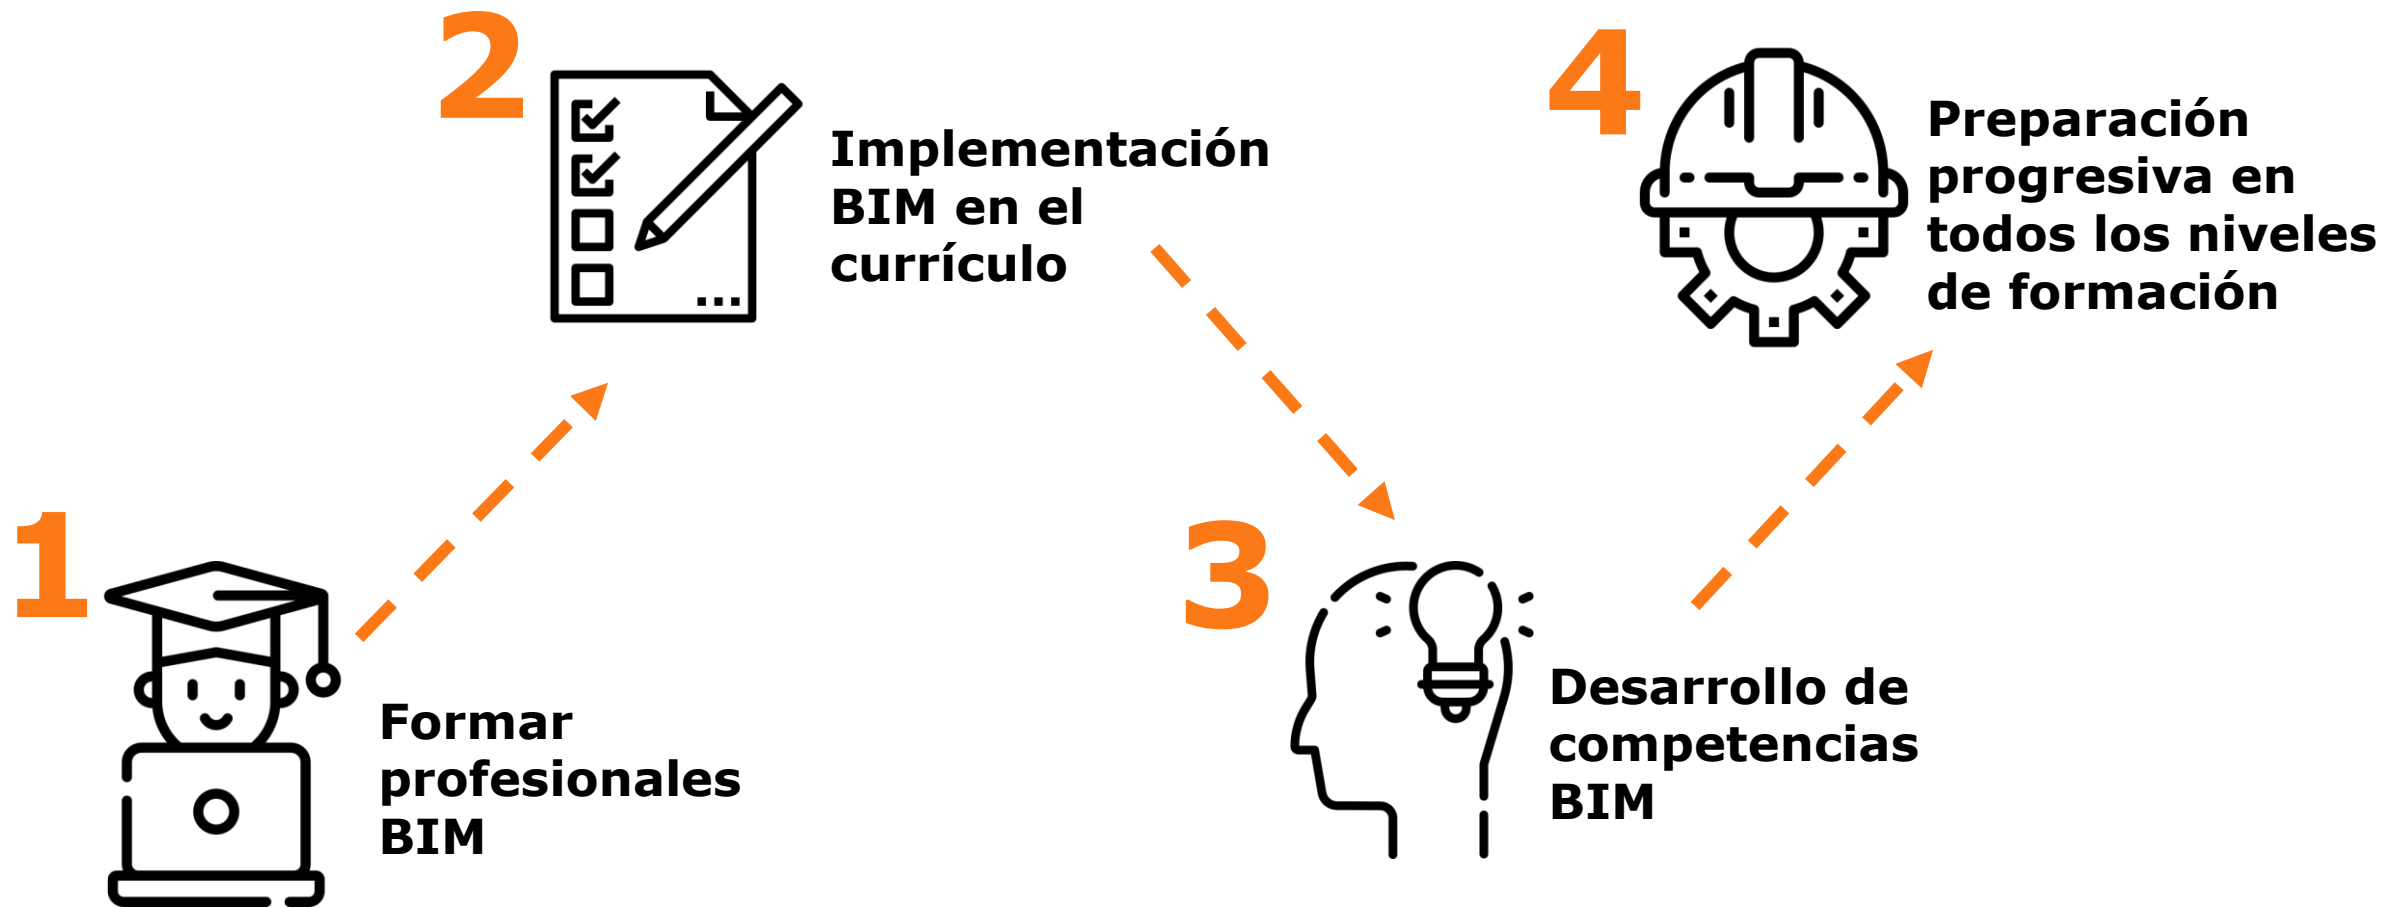 1
Formar
profesionales
BIM
2
Implementación
BIM en el
currículo
3
Desarrollo de
competencias
BIM
4
Preparación
progresiva en
todos los niveles
de formación